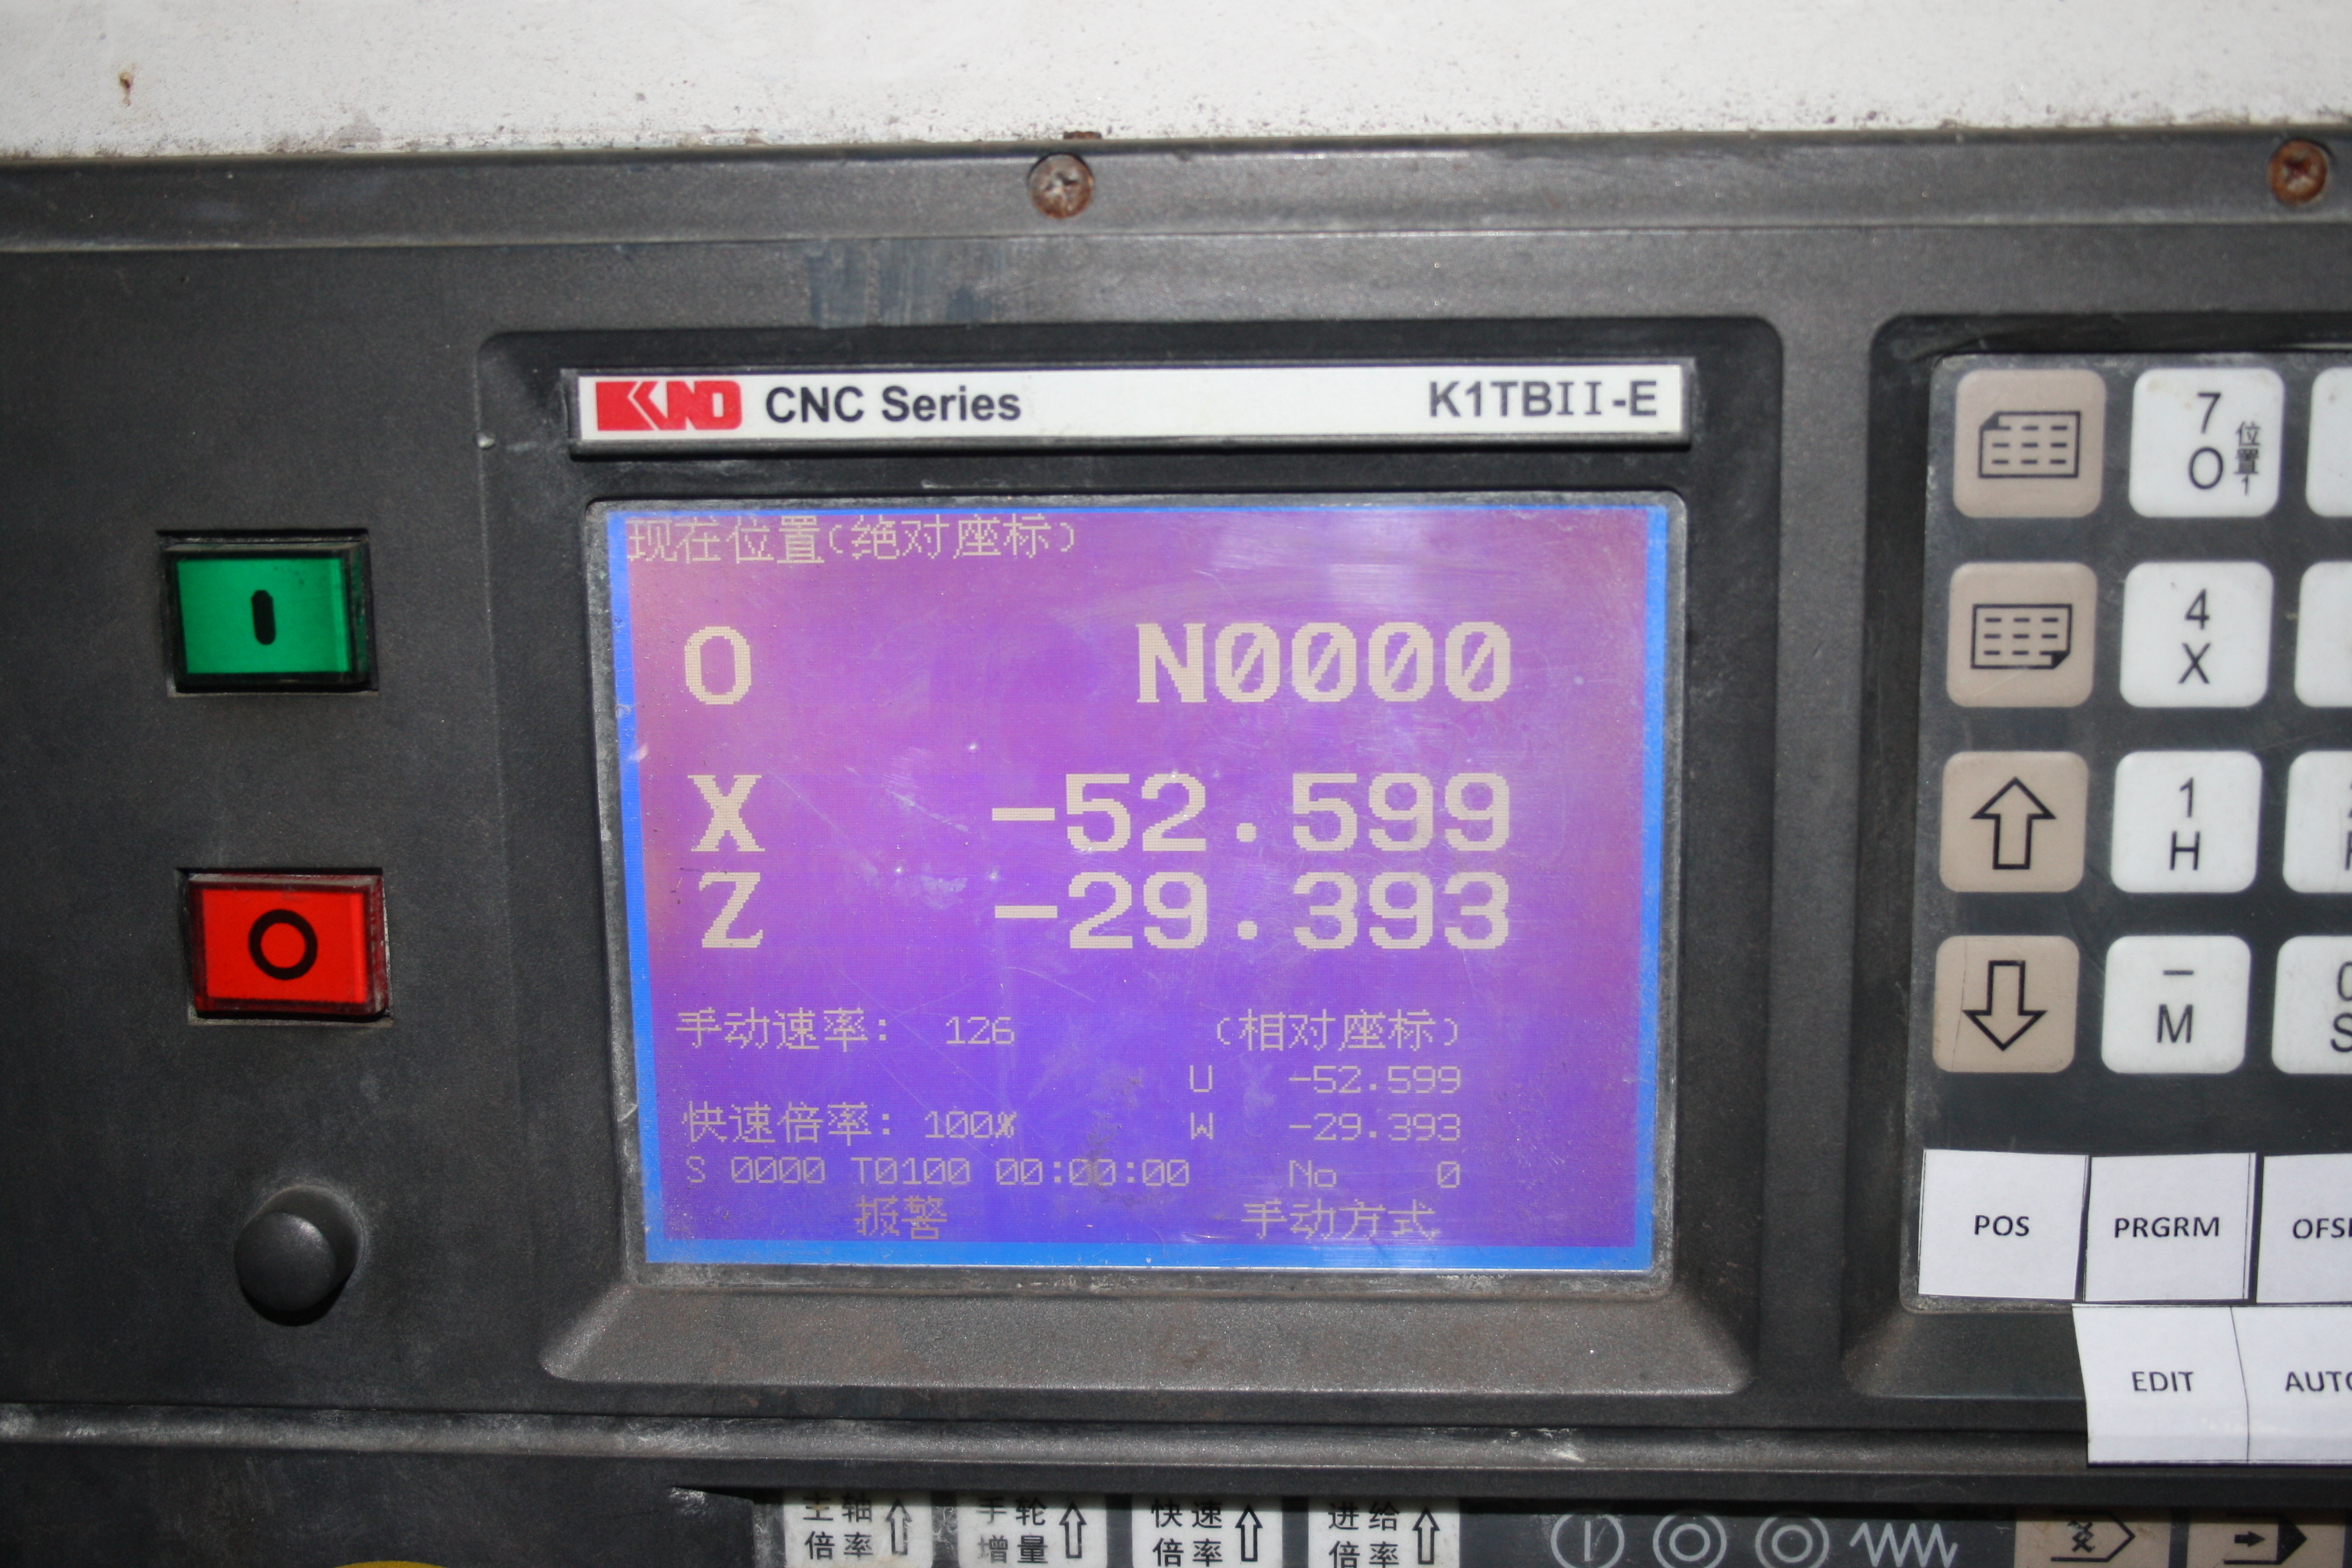 KND CNC Series K1TBII-E
现在位置(绝对座标)
O N0000
X -52.599
Z -29.393
手动速率: 126 (相对座标)
U -52.599
快速倍率: 100% W -29.393
S 0000 T0100 00:00:00 No 0
报警 手动方式
7
O 位置1
4
X
1
H
-
M
POS PRGRM
EDIT
主轴倍率
手轮增量
快速倍率
进给倍率